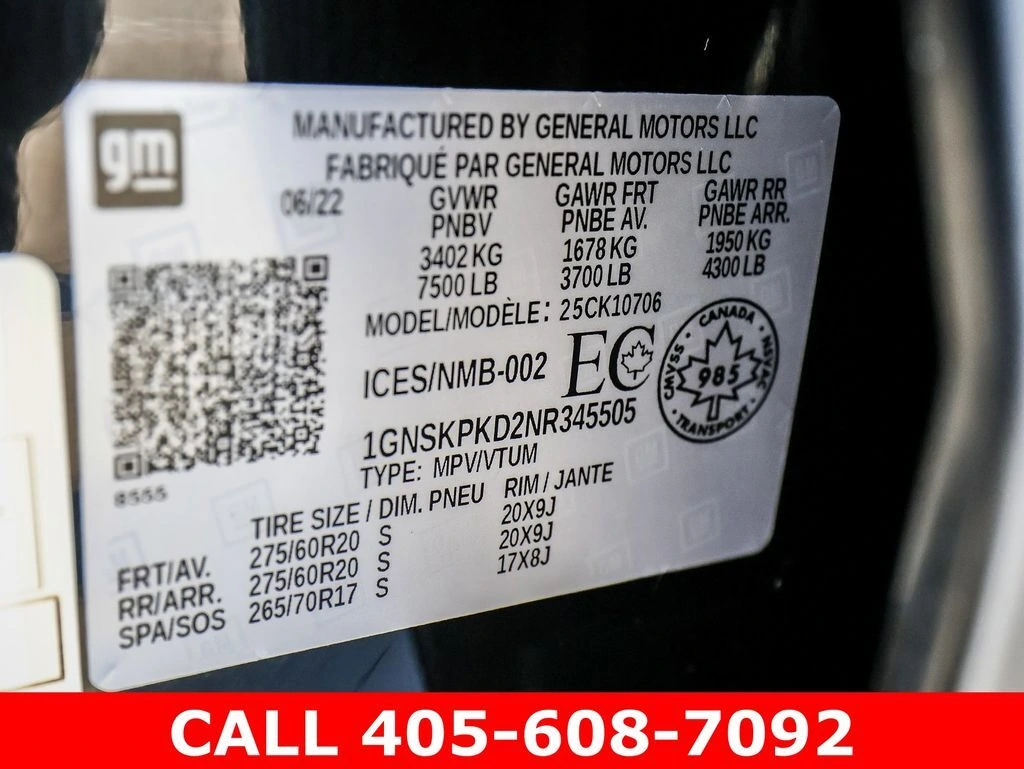 gm
MANUFACTURED BY GENERAL MOTORS LLC
FABRIQUÉ PAR GENERAL MOTORS LLC
06/22 GVWR GAWR FRT GAWR RR
PNBV PNBE AV. PNBE ARR.
3402 KG 1678 KG 1950 KG
7500 LB 3700 LB 4300 LB
MODEL/MODÈLE: 25CK10706
ICES/NMB-002 EC
CANADA
CMVSS 985 NSVAC
TRANSPORT
1GNSKPKD2NR345505
TYPE: MPV/VTUM
8555
TIRE SIZE / DIM. PNEU RIM / JANTE
FRT/AV. 275/60R20 S 20X9J
RR/ARR. 275/60R20 S 20X9J
SPA/SOS 265/70R17 S 17X8J
CALL 405-608-7092